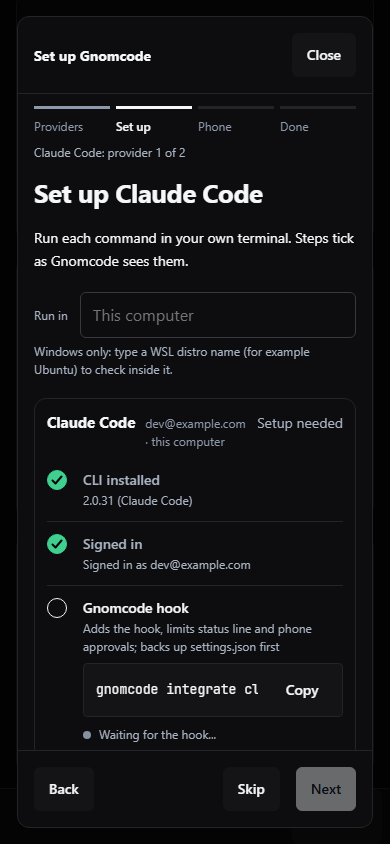 Set up Gnomcode
Close
Providers
Set up
Phone
Done
Claude Code: provider 1 of 2
Set up Claude Code
Run each command in your own terminal. Steps tick
as Gnomcode sees them.
Run in
This computer
Windows only: type a WSL distro name (for example
Ubuntu) to check inside it.
Claude Code
dev@example.com
· this computer
Setup needed
CLI installed
2.0.31 (Claude Code)
Signed in
Signed in as dev@example.com
Gnomcode hook
Adds the hook, limits status line and phone
approvals; backs up settings.json first
gnomcode integrate cl
Copy
Waiting for the hook...
Back
Skip
Next